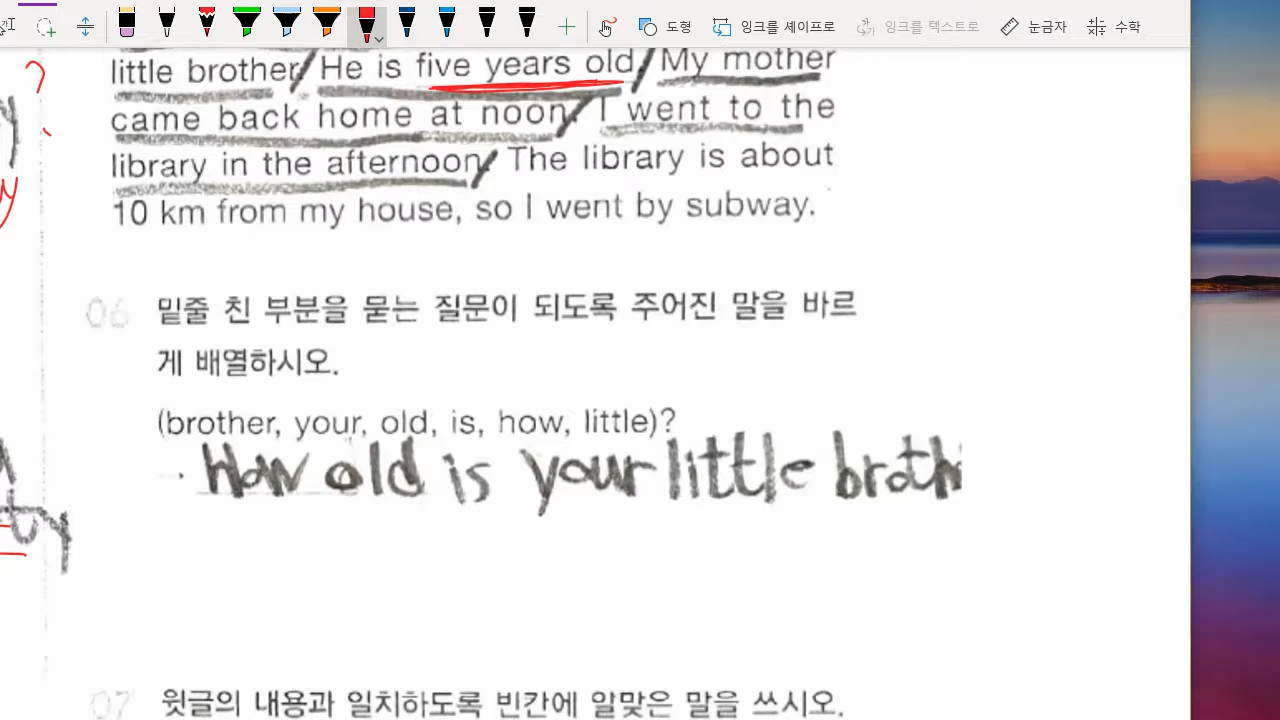 도형 잉크를 셰이프로 잉크를 텍스트로 눈금자 수학
little brother. He is five years old. My mother
came back home at noon. I went to the
library in the afternoon. The library is about
10 km from my house, so I went by subway.
06 밑줄 친 부분을 묻는 질문이 되도록 주어진 말을 바르
게 배열하시오.
(brother, your, old, is, how, little)?
How old is your little broth
07 윗글의 내용과 일치하도록 빈칸에 알맞은 말을 쓰시오.